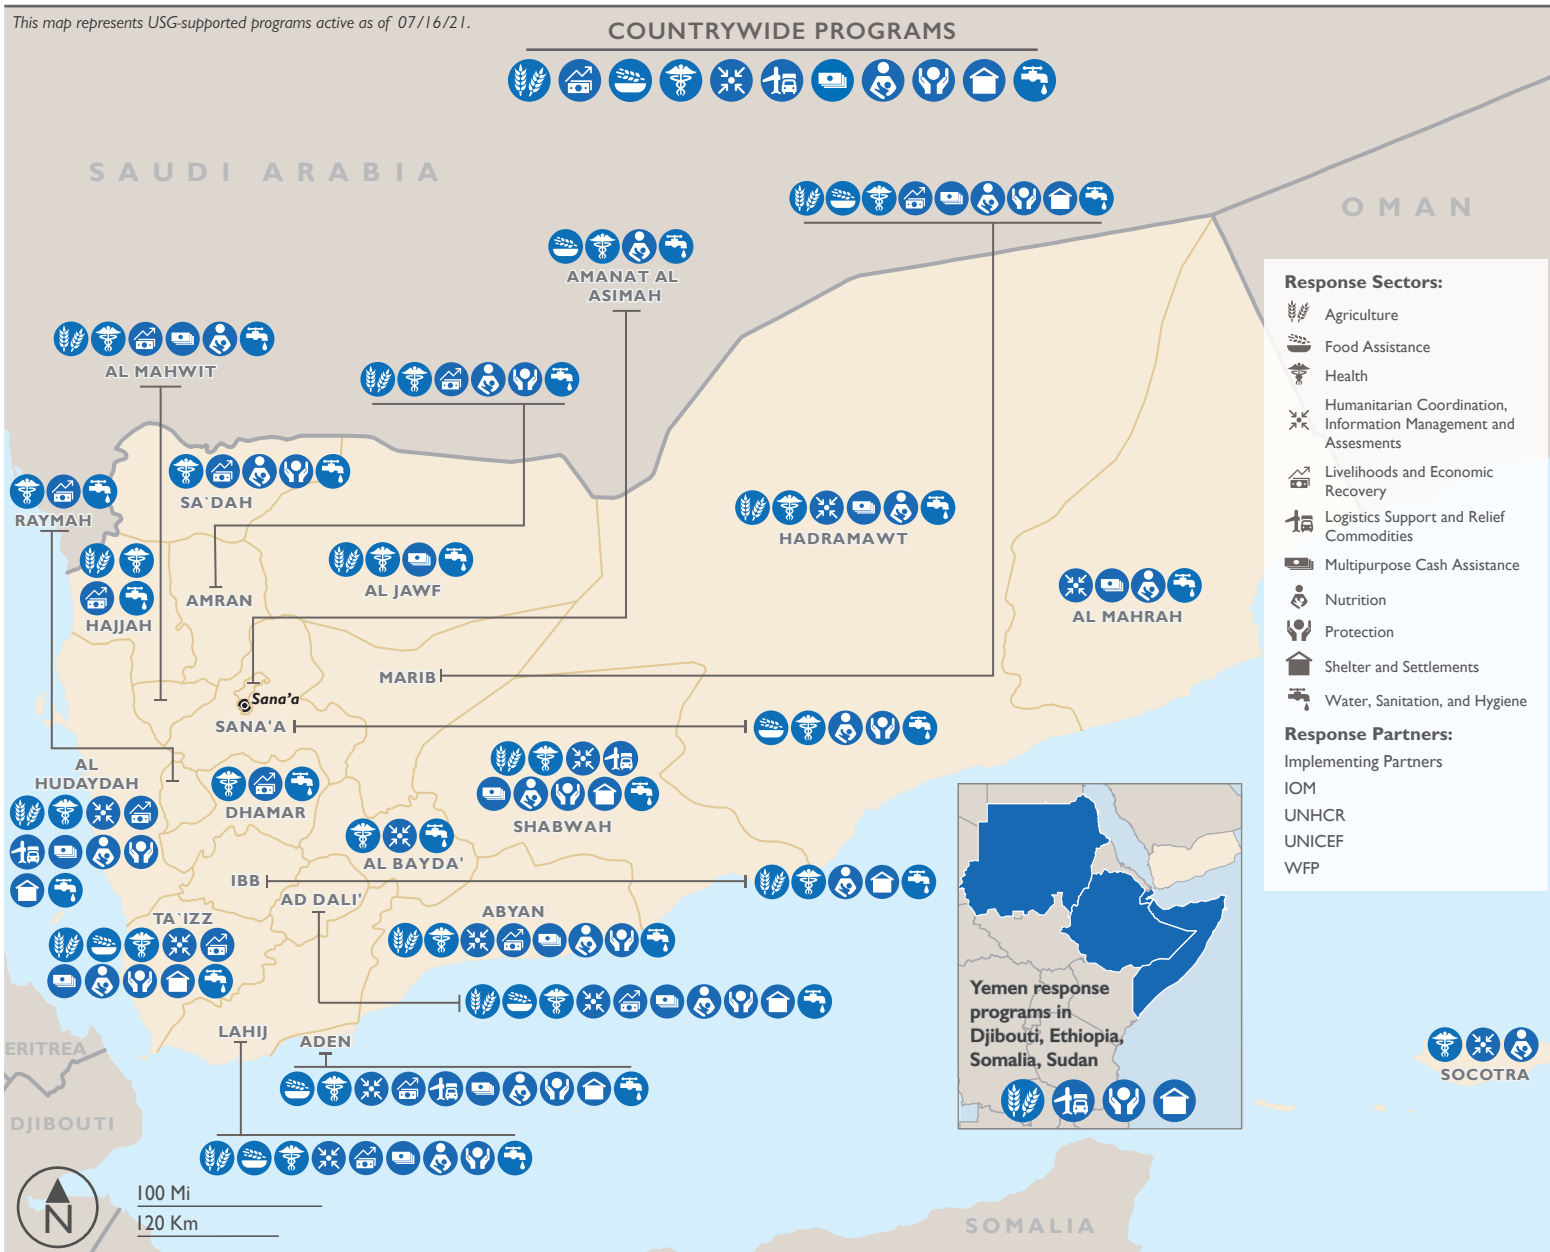 This map represents USG-supported programs active as of 07/16/21.
COUNTRYWIDE PROGRAMS
SAUDI ARABIA
OMAN
AMANAT AL
ASIMAH
AL MAHWIT
SA`DAH
RAYMAH
HAJJAH
AMRAN
AL JAWF
HADRAMAWT
AL MAHRAH
MARIB
Sana'a
SANA'A
AL
HUDAYDAH
DHAMAR
SHABWAH
AL BAYDA'
IBB
AD DALI'
TA`IZZ
ABYAN
LAHIJ
ADEN
ERITREA
DJIBOUTI
SOCOTRA
SOMALIA
N
100 Mi
120 Km
Response Sectors:
Agriculture
Food Assistance
Health
Humanitarian Coordination,
Information Management and
Assesments
Livelihoods and Economic
Recovery
Logistics Support and Relief
Commodities
Multipurpose Cash Assistance
Nutrition
Protection
Shelter and Settlements
Water, Sanitation, and Hygiene
Response Partners:
Implementing Partners
IOM
UNHCR
UNICEF
WFP
Yemen response
programs in
Djibouti, Ethiopia,
Somalia, Sudan